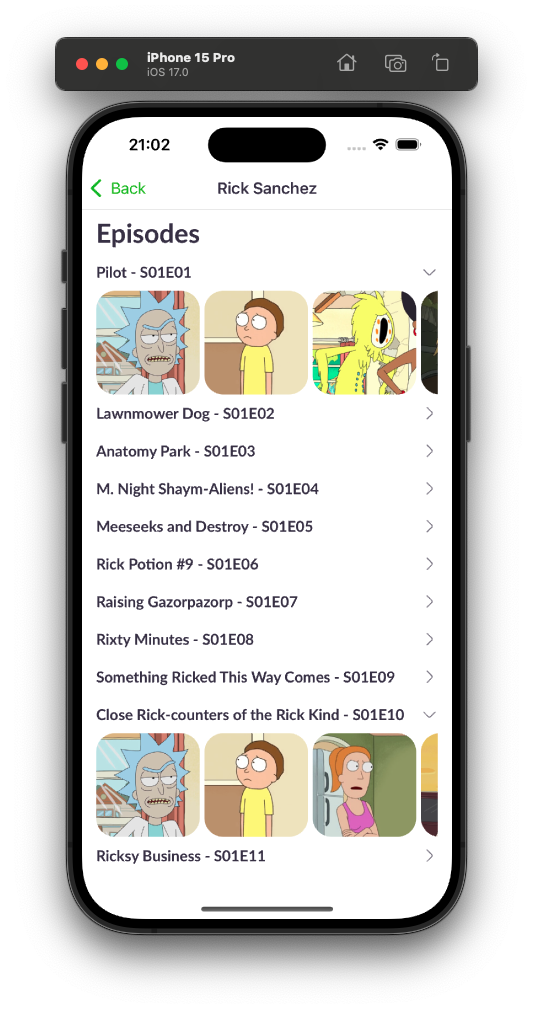 iPhone 15 Pro
iOS 17.0
21:02
Back
Rick Sanchez
Episodes
Pilot - S01E01
Lawnmower Dog - S01E02
Anatomy Park - S01E03
M. Night Shaym-Aliens! - S01E04
Meeseeks and Destroy - S01E05
Rick Potion #9 - S01E06
Raising Gazorpazorp - S01E07
Rixty Minutes - S01E08
Something Ricked This Way Comes - S01E09
Close Rick-counters of the Rick Kind - S01E10
Ricksy Business - S01E11